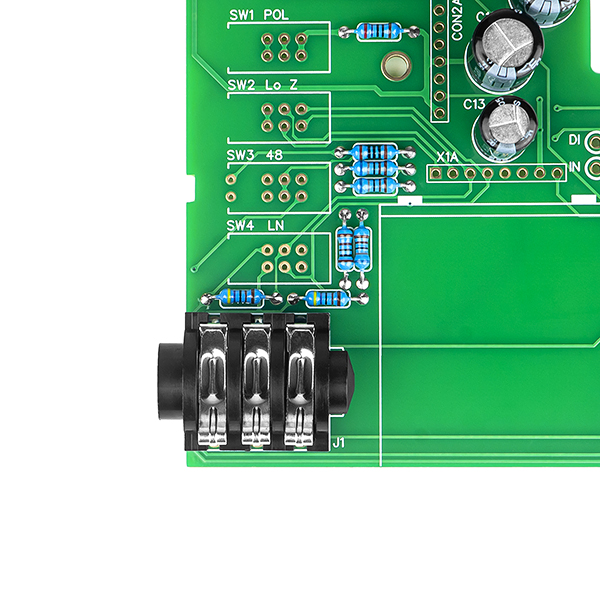 SW1 POL
CON2A
SW2 Lo Z
C13
SW3 48
X1A
DI
IN
SW4 LN
J1